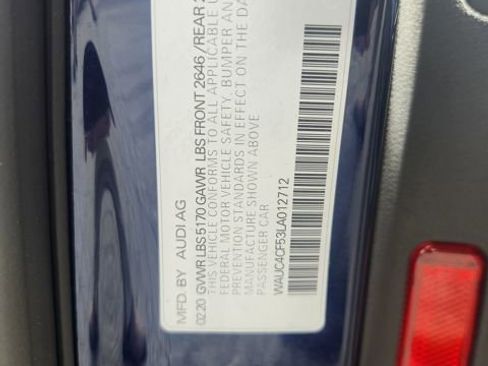 MFD. BY AUDI AG
02.20 GVWR LBS 5170 GAWR LBS FRONT 2646 / REAR
THIS VEHICLE CONFORMS TO ALL APPLICABLE
FEDERAL MOTOR VEHICLE SAFETY, BUMPER AND
PREVENTION STANDARDS IN EFFECT ON THE DA
MANUFACTURE SHOWN ABOVE
PASSENGER CAR
WAUC4CF53LA012712